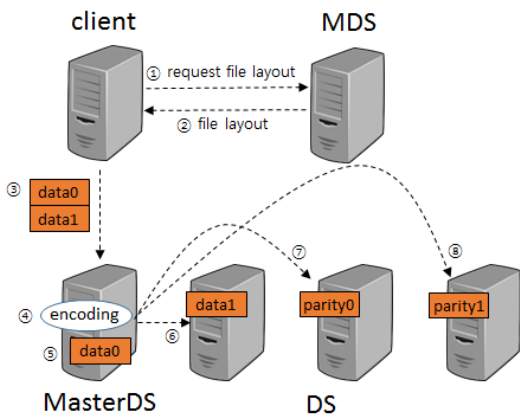 client
MDS
① request file layout
② file layout
③
data0
data1
⑦
⑧
④ encoding
data1
parity0
parity1
⑤ data0
⑥
MasterDS
DS